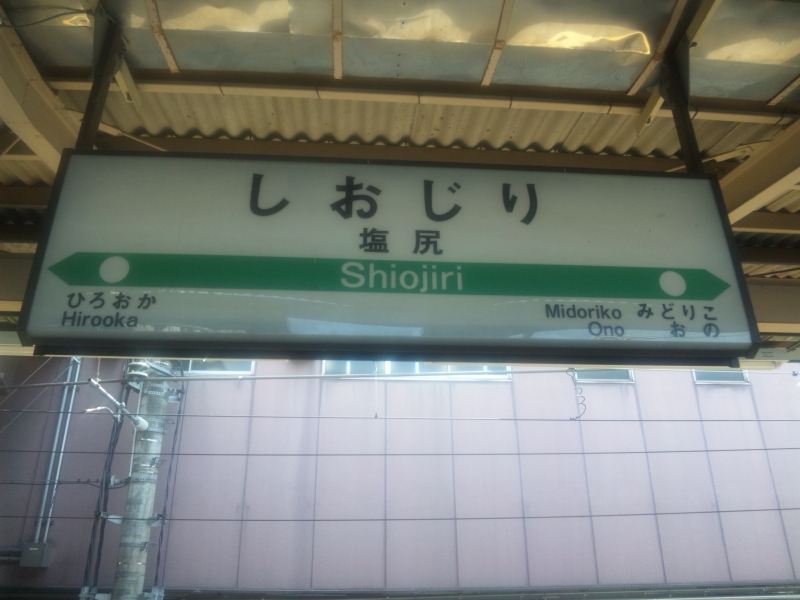 しおじり
塩尻
Shiojiri
ひろおか
Hirooka
Midoriko みどりこ
Ono おの